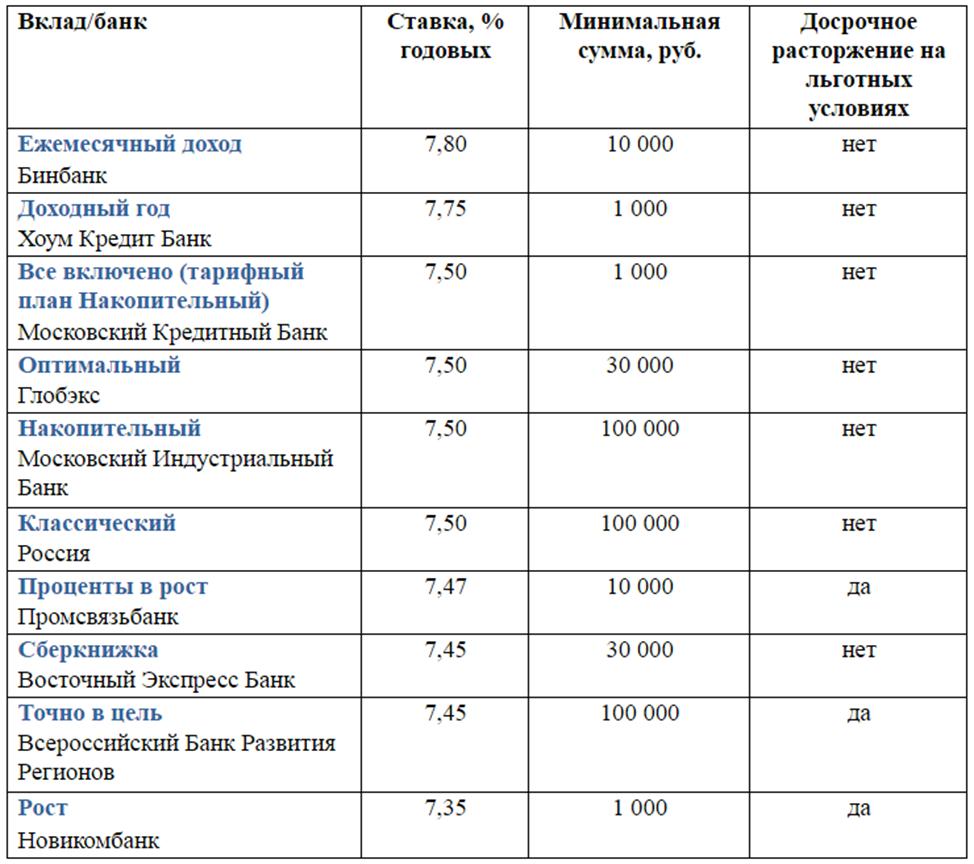 Вклад/банк
Ставка, %
годовых
Минимальная
сумма, руб.
Досрочное
расторжение на
льготных
условиях
Ежемесячный доход
Бинбанк
7,80
10 000
нет
Доходный год
Хоум Кредит Банк
7,75
1 000
нет
Все включено (тарифный
план Накопительный)
Московский Кредитный Банк
7,50
1 000
нет
Оптимальный
Глобэкс
7,50
30 000
нет
Накопительный
Московский Индустриальный
Банк
7,50
100 000
нет
Классический
Россия
7,50
100 000
нет
Проценты в рост
Промсвязьбанк
7,47
10 000
да
Сберкнижка
Восточный Экспресс Банк
7,45
30 000
нет
Точно в цель
Всероссийский Банк Развития
Регионов
7,45
100 000
да
Рост
Новикомбанк
7,35
1 000
да